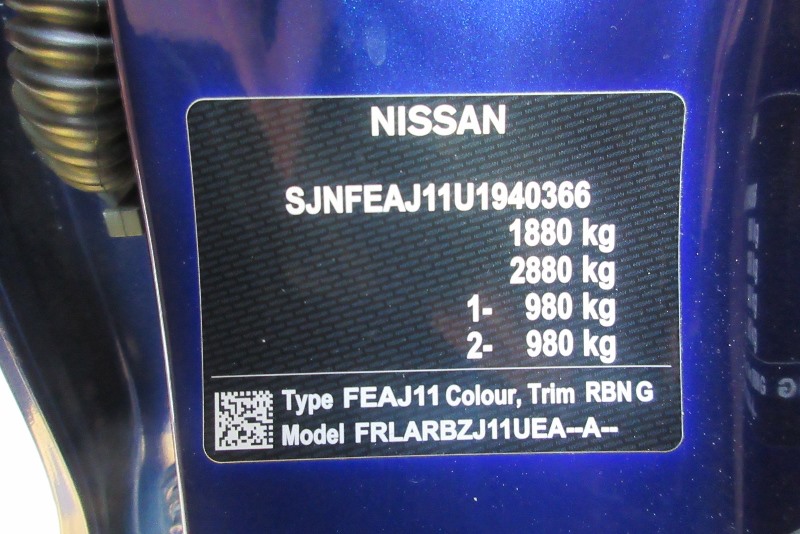 NISSAN
SJNFEAJ11U1940366
1880 kg
2880 kg
1- 980 kg
2- 980 kg
Type FEAJ11 Colour, Trim RBN G
Model FRLARBZJ11UEA--A--